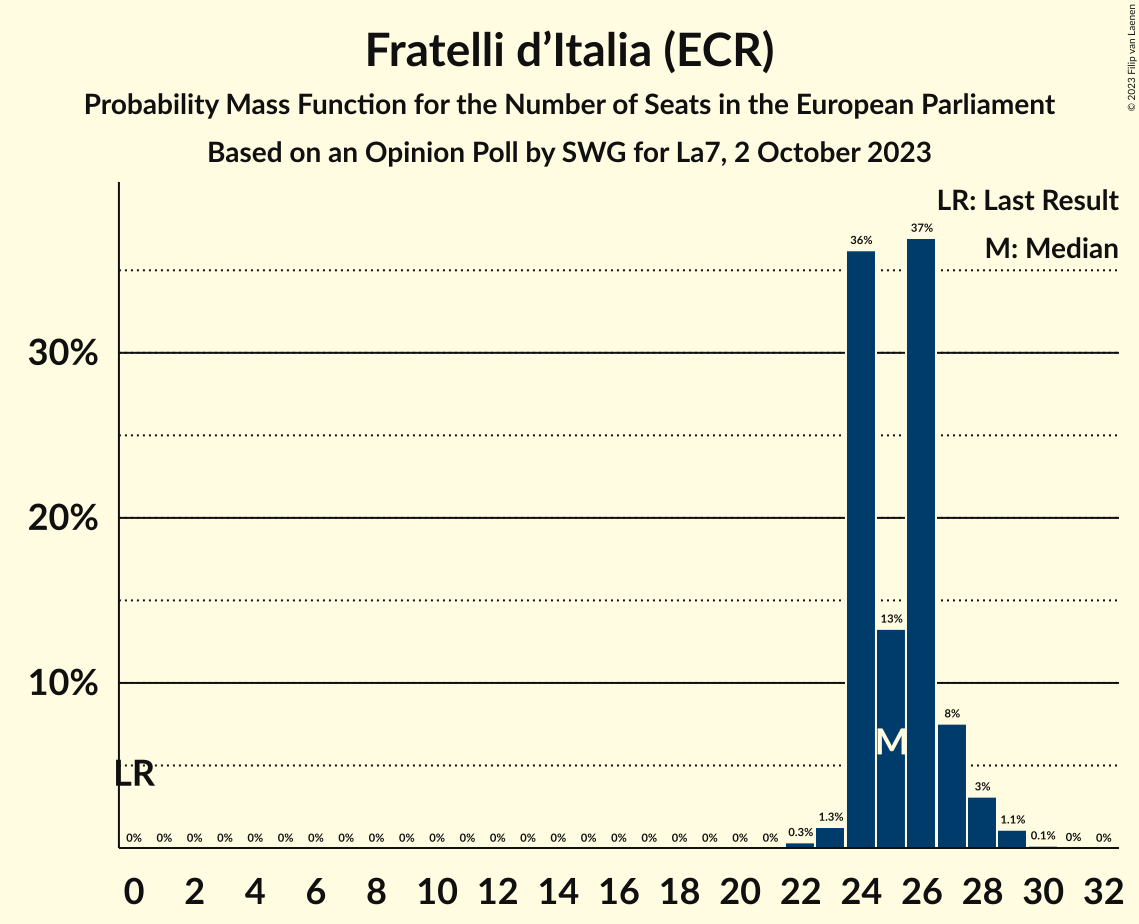 Fratelli d’Italia (ECR)
Probability Mass Function for the Number of Seats in the European Parliament
Based on an Opinion Poll by SWG for La7, 2 October 2023
© 2023 Filip van Laenen
LR: Last Result
M: Median
30%
20%
10%
LR
M
0% 0% 0% 0% 0% 0% 0% 0% 0% 0% 0% 0% 0% 0% 0% 0% 0% 0% 0% 0% 0% 0% 0.3% 1.3% 36% 13% 37% 8% 3% 1.1% 0.1% 0% 0%
0 2 4 6 8 10 12 14 16 18 20 22 24 26 28 30 32